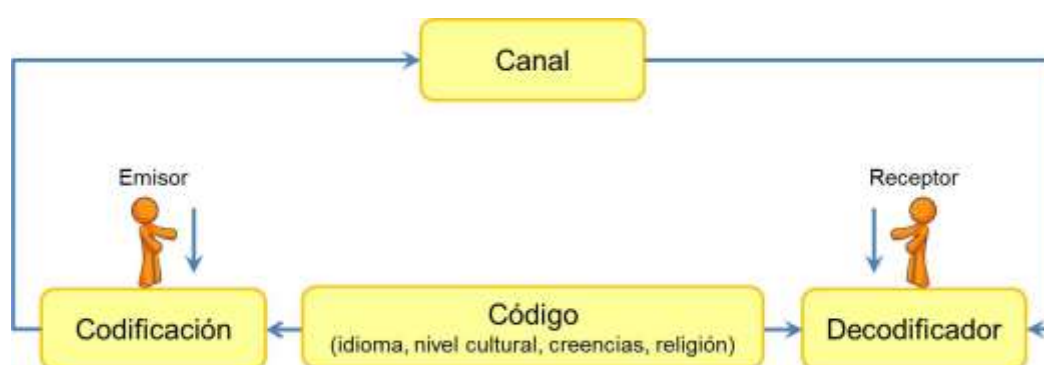 Canal
Emisor
Receptor
Codificación
Código
(idioma, nivel cultural, creencias, religión)
Decodificador